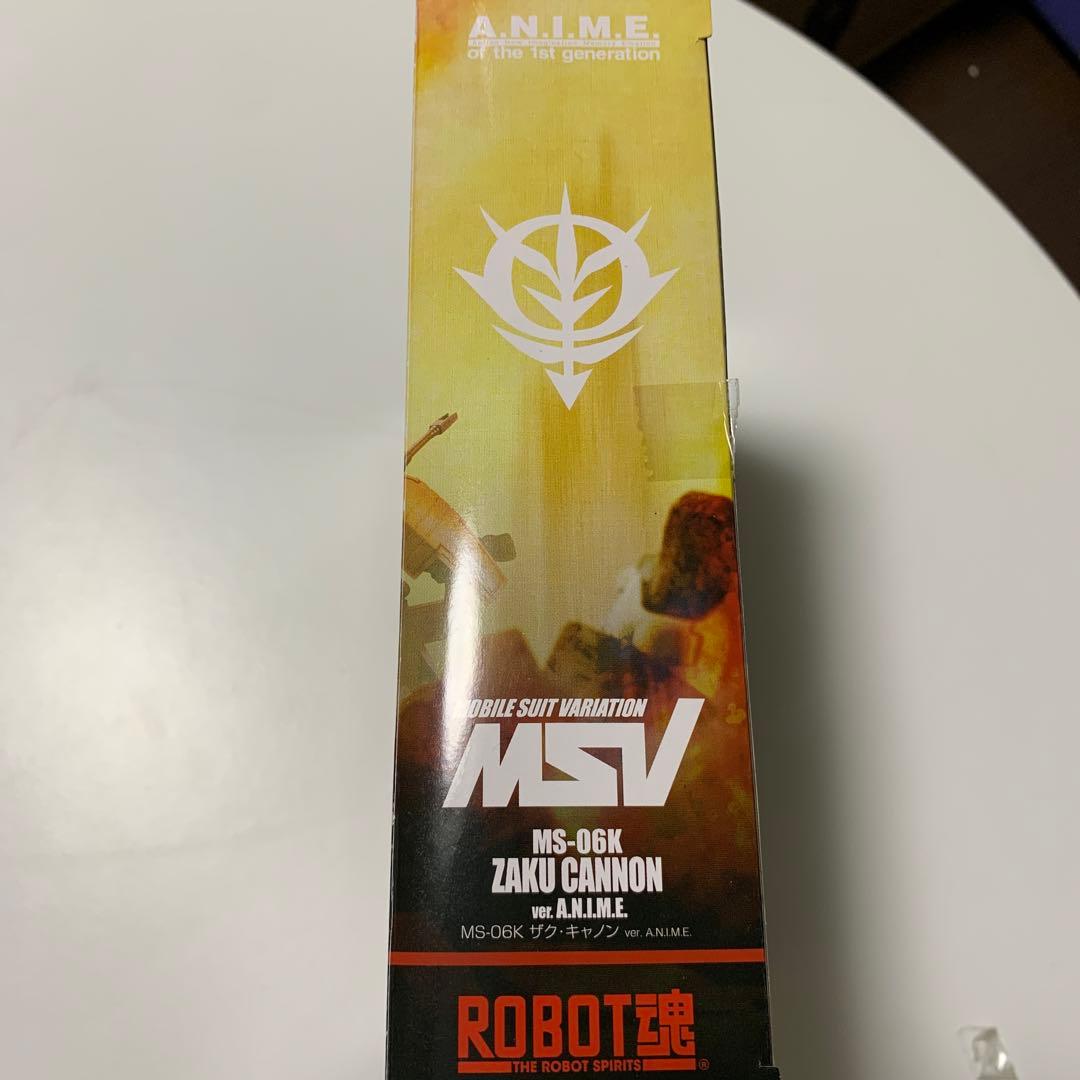 A.N.I.M.E.
of the 1st generation
MOBILE SUIT VARIATION
MSV
MS-06K
ZAKU CANNON
ver. A.N.I.M.E.
MS-06K ザク・キャノン ver. A.N.I.M.E.
ROBOT魂
THE ROBOT SPIRITS ®